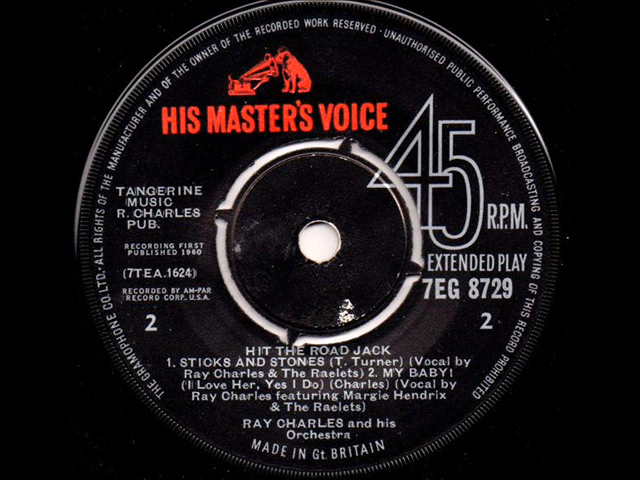 THE GRAMOPHONE CO. LTD.-ALL RIGHTS OF THE MANUFACTURER AND OF THE OWNER OF THE RECORDED WORK RESERVED-UNAUTHORISED PUBLIC PERFORMANCE BROADCASTING AND COPYING OF THIS RECORD PROHIBITED
HIS MASTER'S VOICE
45
R.P.M.
EXTENDED PLAY
7EG 8729
TANGERINE
MUSIC
R. CHARLES
PUB.
RECORDING FIRST
PUBLISHED 1960
(7TEA.1624)
RECORDED BY AM-PAR
RECORD CORP., U.S.A.
2
2
HIT THE ROAD JACK
1. STICKS AND STONES (T. Turner) (Vocal by
Ray Charles & The Raelets) 2. MY BABY!
(I Love Her, Yes I Do) (Charles) (Vocal by
Ray Charles featuring Margie Hendrix
& The Raelets)
RAY CHARLES and his
Orchestra
MADE IN Gt. BRITAIN